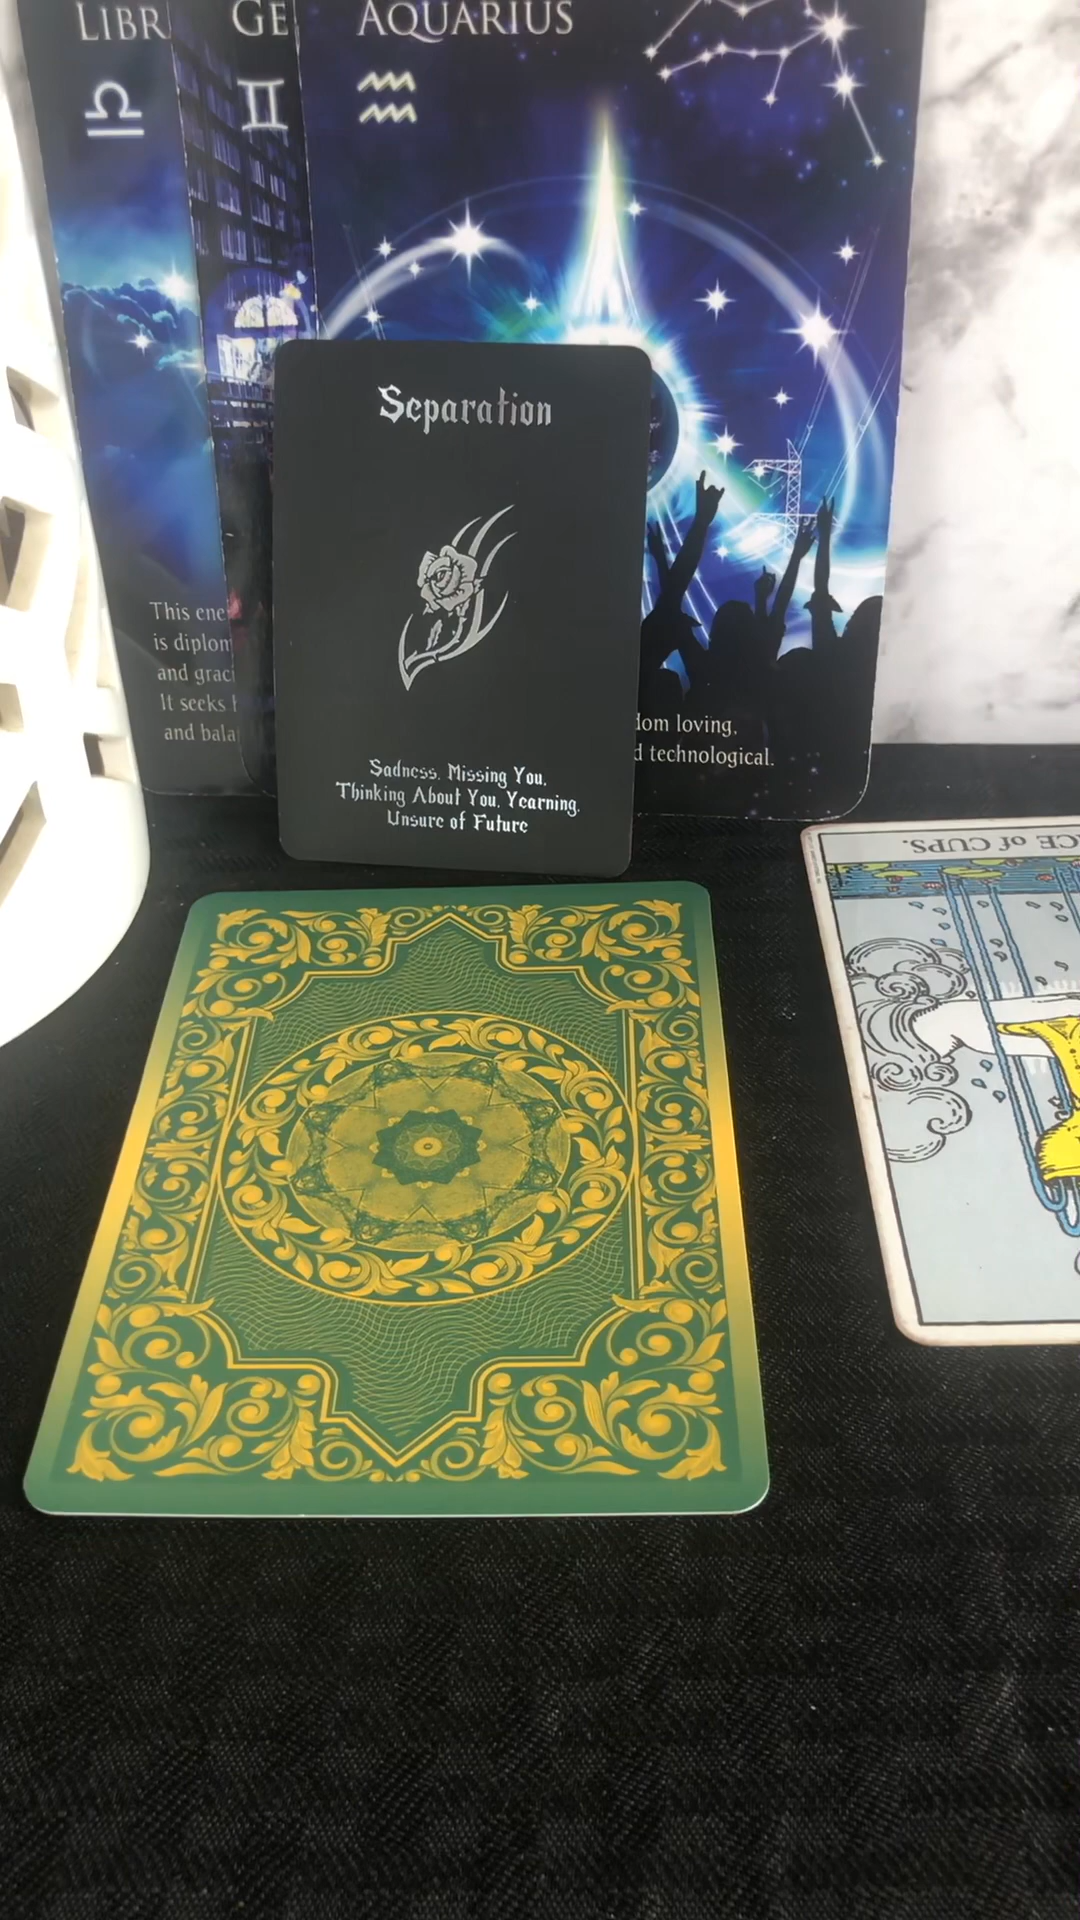 LIBR
GE
AQUARIUS
Separation
This ene
is diplom
and graci
It seeks
and bala
dom loving,
d technological.
Sadness, Missing You,
Thinking About You, Yearning,
Unsure of Future
CE of CUPS.